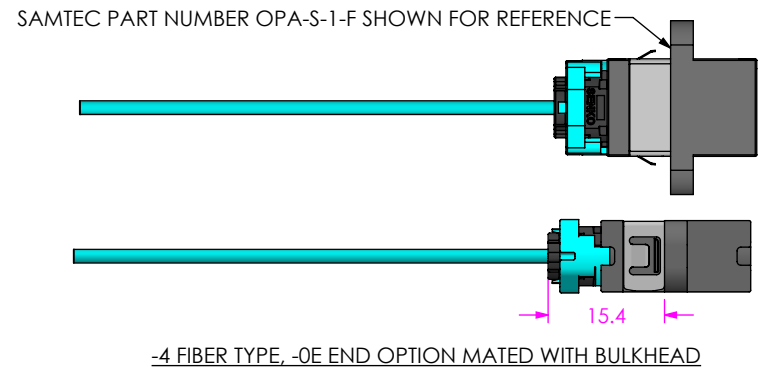 SAMTEC PART NUMBER OPA-S-1-F SHOWN FOR REFERENCE
15.4
-4 FIBER TYPE, -0E END OPTION MATED WITH BULKHEAD